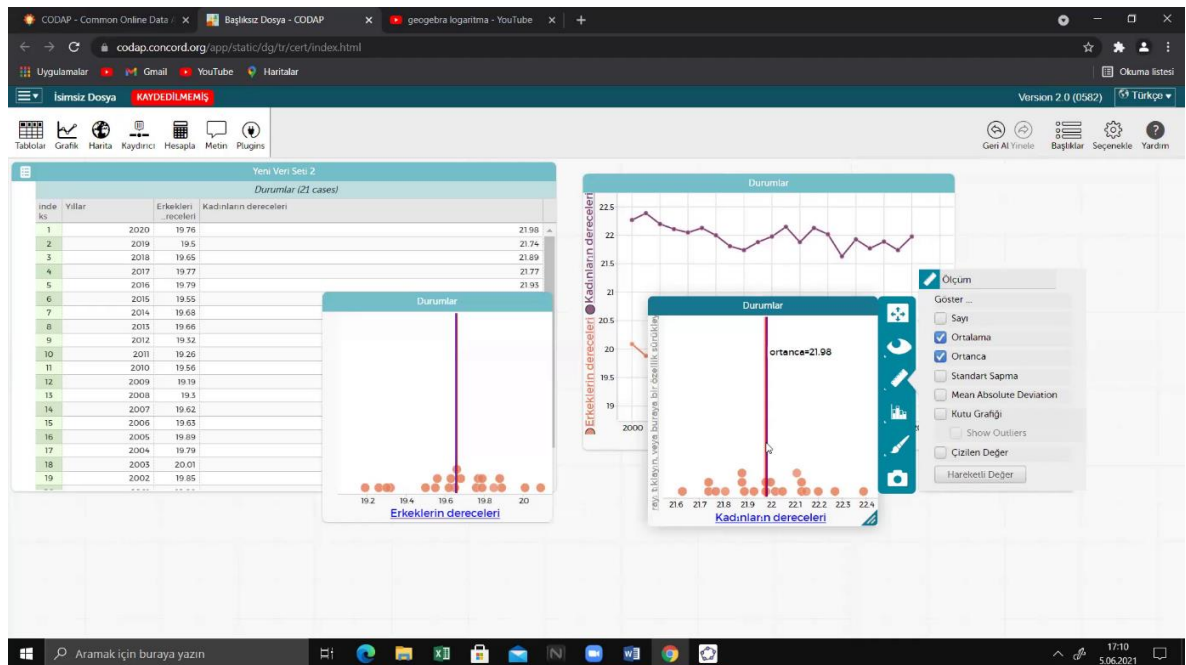 CODAP - Common Online Data A
Başlıksız Dosya - CODAP
geogebra logaritma - YouTube
codap.concord.org/app/static/dg/tr/cert/index.html
Uygulamalar Gmail YouTube Haritalar Okuma listesi
İsimsiz Dosya KAYDEDİLMEMİŞ Version 2.0 (0582) Türkçe
Tablolar Grafik Harita Kaydırıcı Hesapla Metin Plugins Geri Al Yinele Başlıklar Seçenekle Yardım
Yeni Veri Seti 2
Durumlar (21 cases)
indeks Yıllar Erkekleri ...receleri Kadınların dereceleri
1 2020 19.76 21.98
2 2019 19.5 21.74
3 2018 19.65 21.89
4 2017 19.77 21.77
5 2016 19.79 21.93
6 2015 19.55
7 2014 19.68
8 2013 19.66
9 2012 19.32
10 2011 19.26
11 2010 19.56
12 2009 19.19
13 2008 19.3
14 2007 19.62
15 2006 19.63
16 2005 19.89
17 2004 19.79
18 2003 20.01
19 2002 19.85
Durumlar
19.2 19.4 19.6 19.8 20
Erkeklerin dereceleri
Durumlar
Erkeklerin dereceleri Kadınların dereceleri
22.5
22
21.5
21
20.5
20
19.5
19
2000
Durumlar
ortanca=21.98
ray, tıklayın, veya buraya bir özellik sürükley
21.6 21.7 21.8 21.9 22 22.1 22.2 22.3 22.4
Kadınların dereceleri
Ölçüm
Göster ...
Sayı
Ortalama
Ortanca
Standart Sapma
Mean Absolute Deviation
Kutu Grafiği
Show Outliers
Çizilen Değer
Hareketli Değer
Aramak için buraya yazın
17:10
5.06.2021